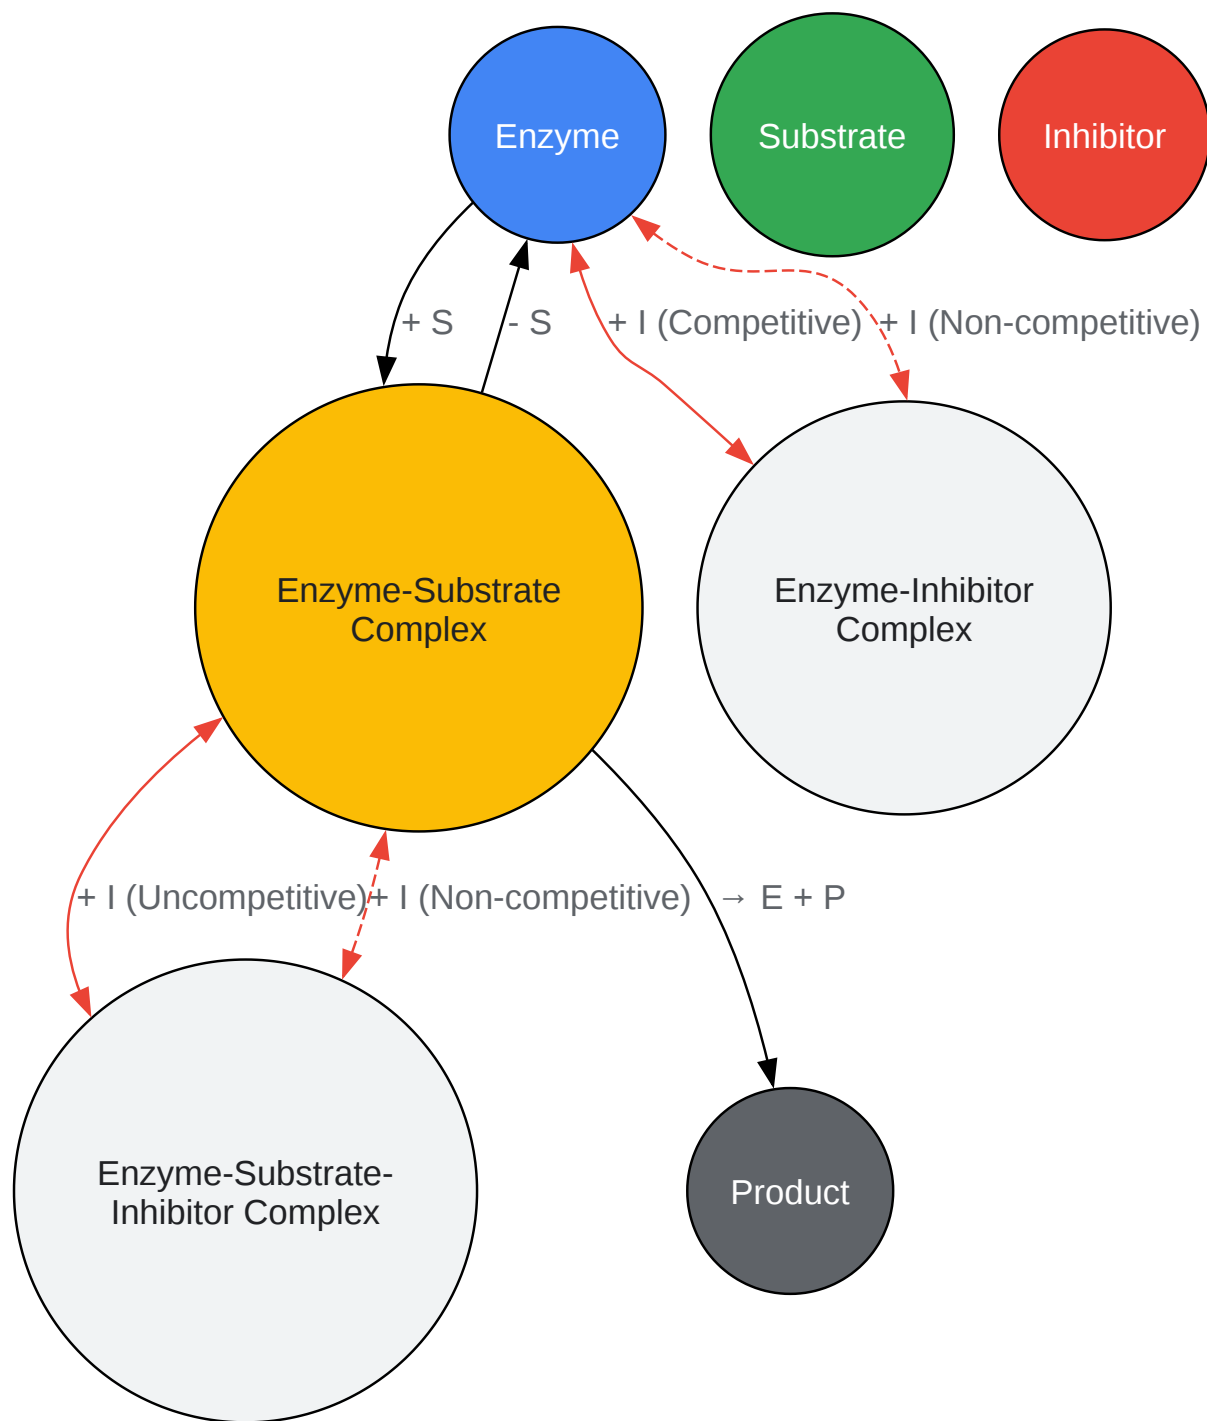 Enzyme
Substrate
Inhibitor
+ S
- S
+ I (Competitive)
+ I (Non-competitive)
Enzyme-Substrate
Complex
Enzyme-Inhibitor
Complex
+ I (Uncompetitive)
+ I (Non-competitive)
→ E + P
Enzyme-Substrate-
Inhibitor Complex
Product